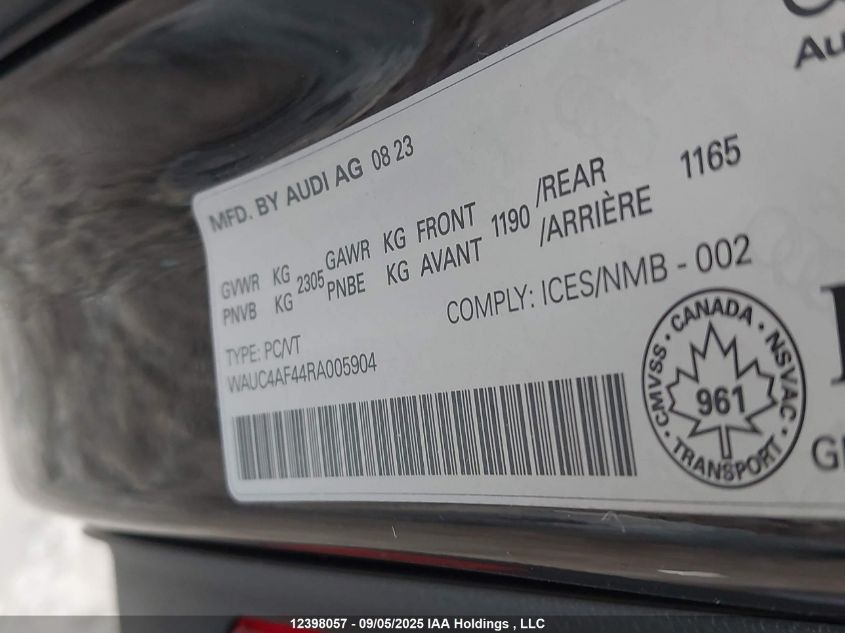 Au
MFD. BY AUDI AG 08 23
GVWR KG 2305 GAWR KG FRONT 1190 /REAR 1165
PNVB KG PNBE KG AVANT /ARRIÈRE
COMPLY: ICES/NMB - 002
TYPE: PC/VT
WAUC4AF44RA005904
CANADA · NSVAC · TRANSPORT · CMVSS ·
961
G
12398057 - 09/05/2025 IAA Holdings , LLC